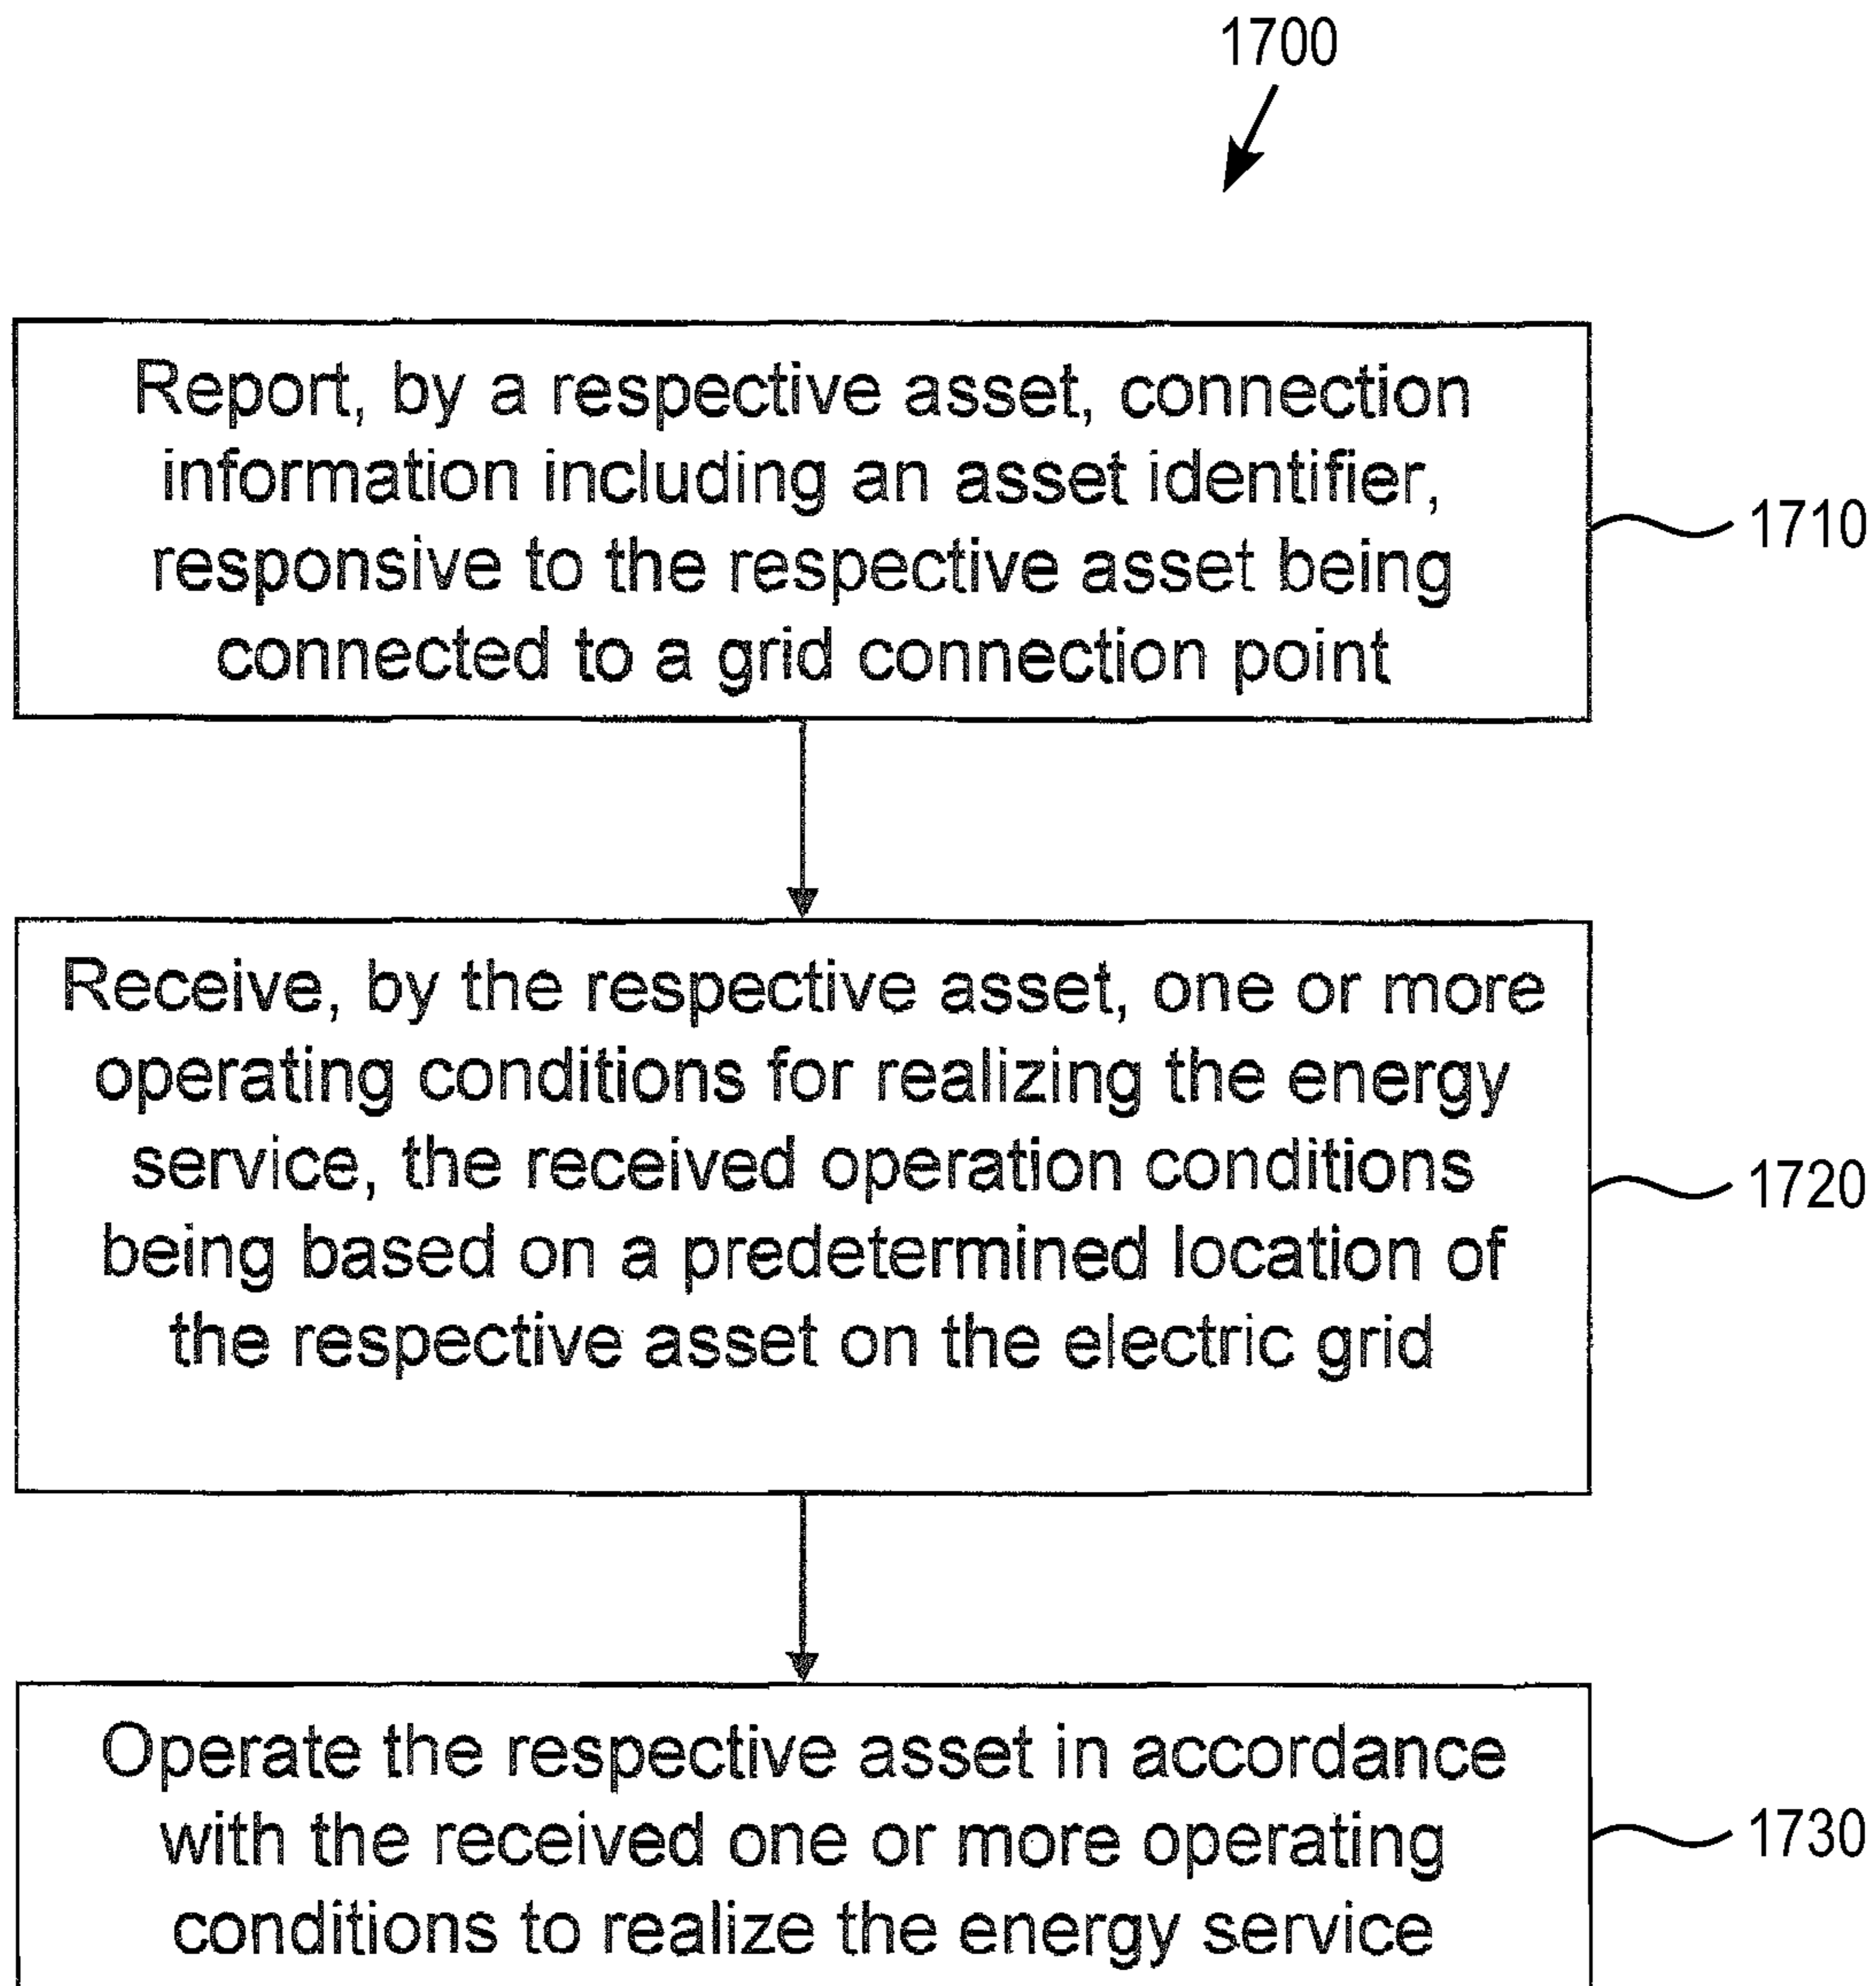 1700
Report, by a respective asset, connection
information including an asset identifier,
responsive to the respective asset being
connected to a grid connection point
1710
Receive, by the respective asset, one or more
operating conditions for realizing the energy
service, the received operation conditions
being based on a predetermined location of
the respective asset on the electric grid
1720
Operate the respective asset in accordance
with the received one or more operating
conditions to realize the energy service
1730